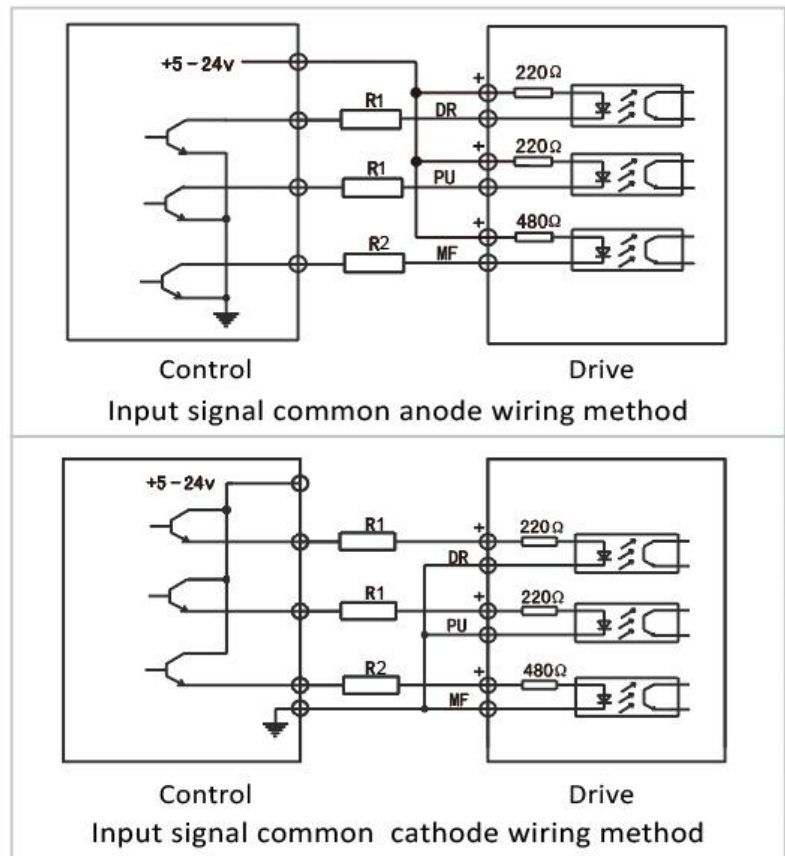 +5-24v
+ 220Ω
R1 DR
+ 220Ω
R1 PU
+ 480Ω
R2 MF
Control Drive
Input signal common anode wiring method
+5-24v
R1 + 220Ω
DR
R1 + 220Ω
PU
R2 + 480Ω
MF
Control Drive
Input signal common cathode wiring method